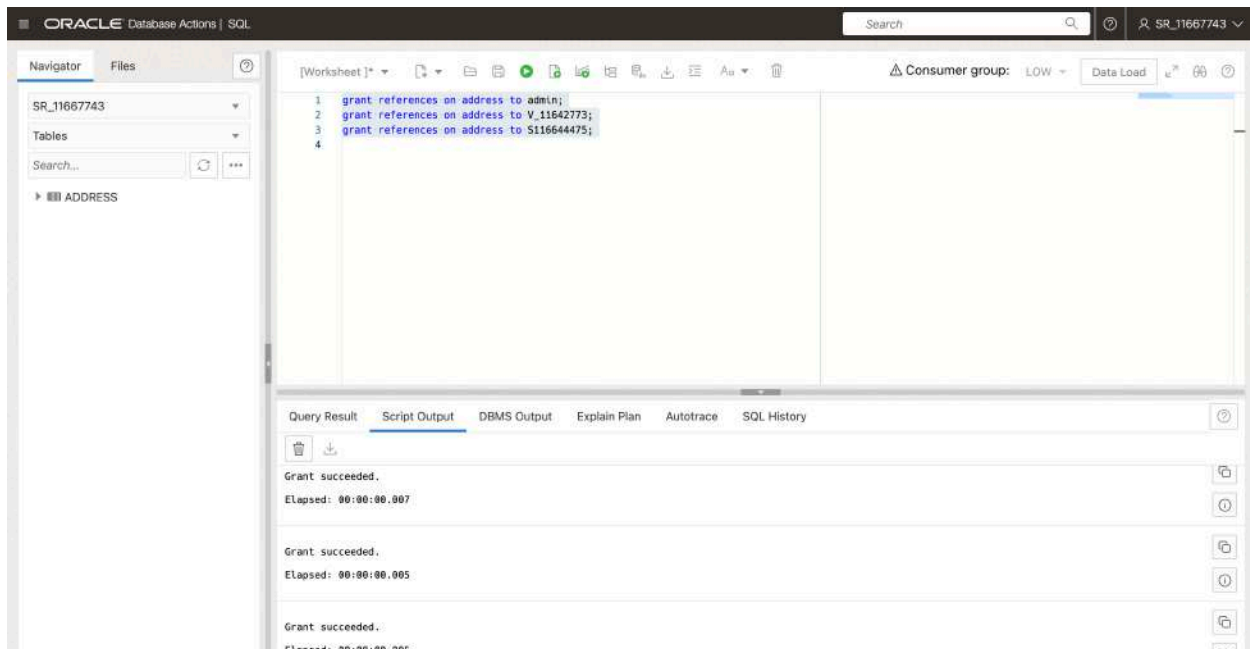 ORACLE Database Actions | SQL
Search
SR_11667743
Navigator
Files
[Worksheet]*
Aa
Consumer group: LOW
Data Load
SR_11667743
Tables
Search...
ADDRESS
1 grant references on address to admin;
2 grant references on address to V_11642773;
3 grant references on address to S116644475;
4
Query Result
Script Output
DBMS Output
Explain Plan
Autotrace
SQL History
Grant succeeded.
Elapsed: 00:00:00.007
Grant succeeded.
Elapsed: 00:00:00.005
Grant succeeded.